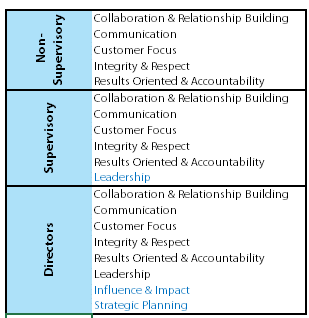 Non-
Supervisory
Collaboration & Relationship Building
Communication
Customer Focus
Integrity & Respect
Results Oriented & Accountability
Supervisory
Collaboration & Relationship Building
Communication
Customer Focus
Integrity & Respect
Results Oriented & Accountability
Leadership
Directors
Collaboration & Relationship Building
Communication
Customer Focus
Integrity & Respect
Results Oriented & Accountability
Leadership
Influence & Impact
Strategic Planning